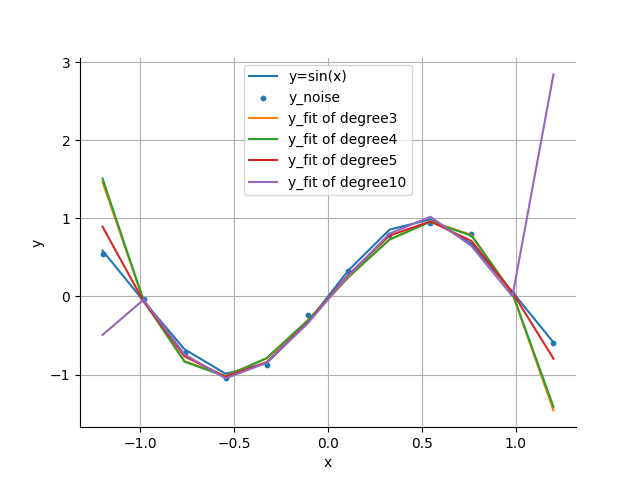 3
2
1
0
−1
y
y=sin(x)
y_noise
y_fit of degree3
y_fit of degree4
y_fit of degree5
y_fit of degree10
−1.0
−0.5
0.0
0.5
1.0
x